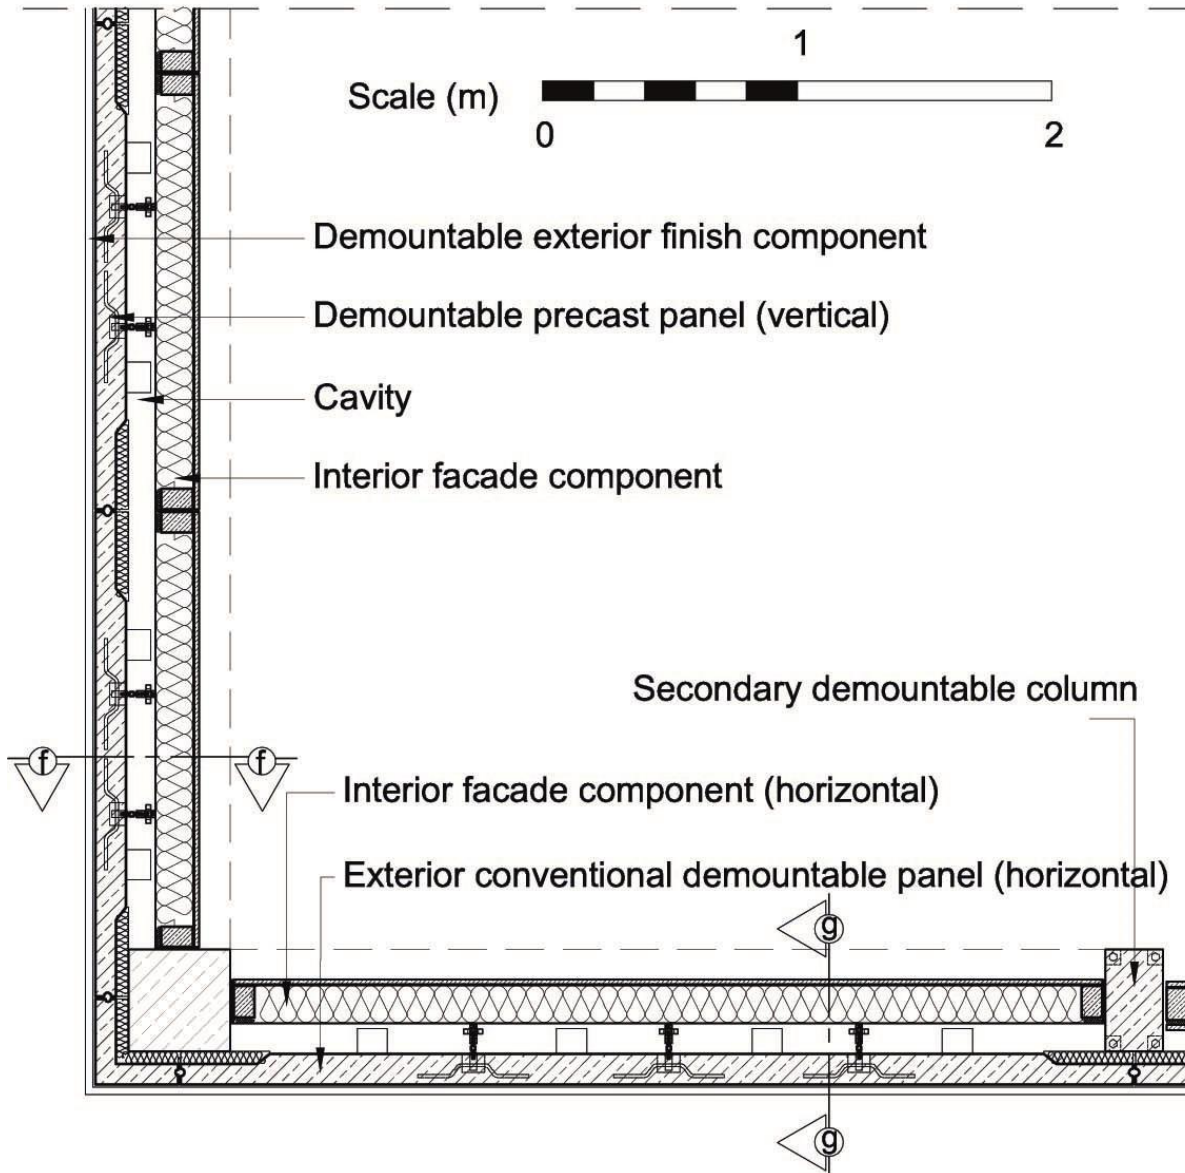 1
Scale (m)
0 2
Demountable exterior finish component
Demountable precast panel (vertical)
Cavity
Interior facade component
Secondary demountable column
f f
Interior facade component (horizontal)
Exterior conventional demountable panel (horizontal)
g
g